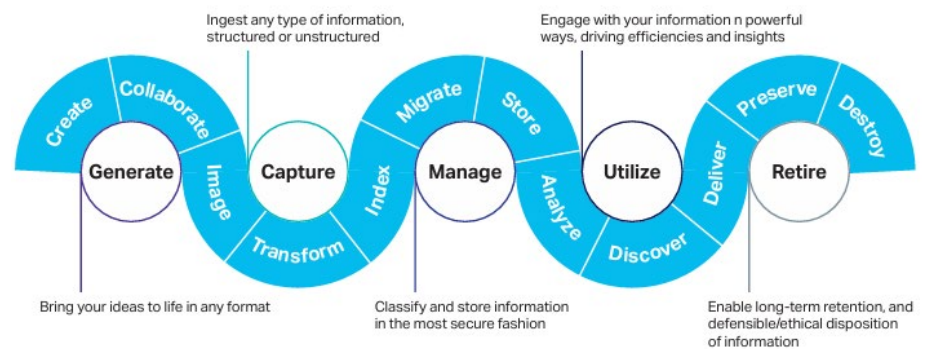 Ingest any type of information,
structured or unstructured
Engage with your information n powerful
ways, driving efficiencies and insights
Create
Collaborate
Image
Transform
Index
Migrate
Store
Analyze
Discover
Deliver
Preserve
Destroy
Generate
Capture
Manage
Utilize
Retire
Bring your ideas to life in any format
Classify and store information
in the most secure fashion
Enable long-term retention, and
defensible/ethical disposition
of information